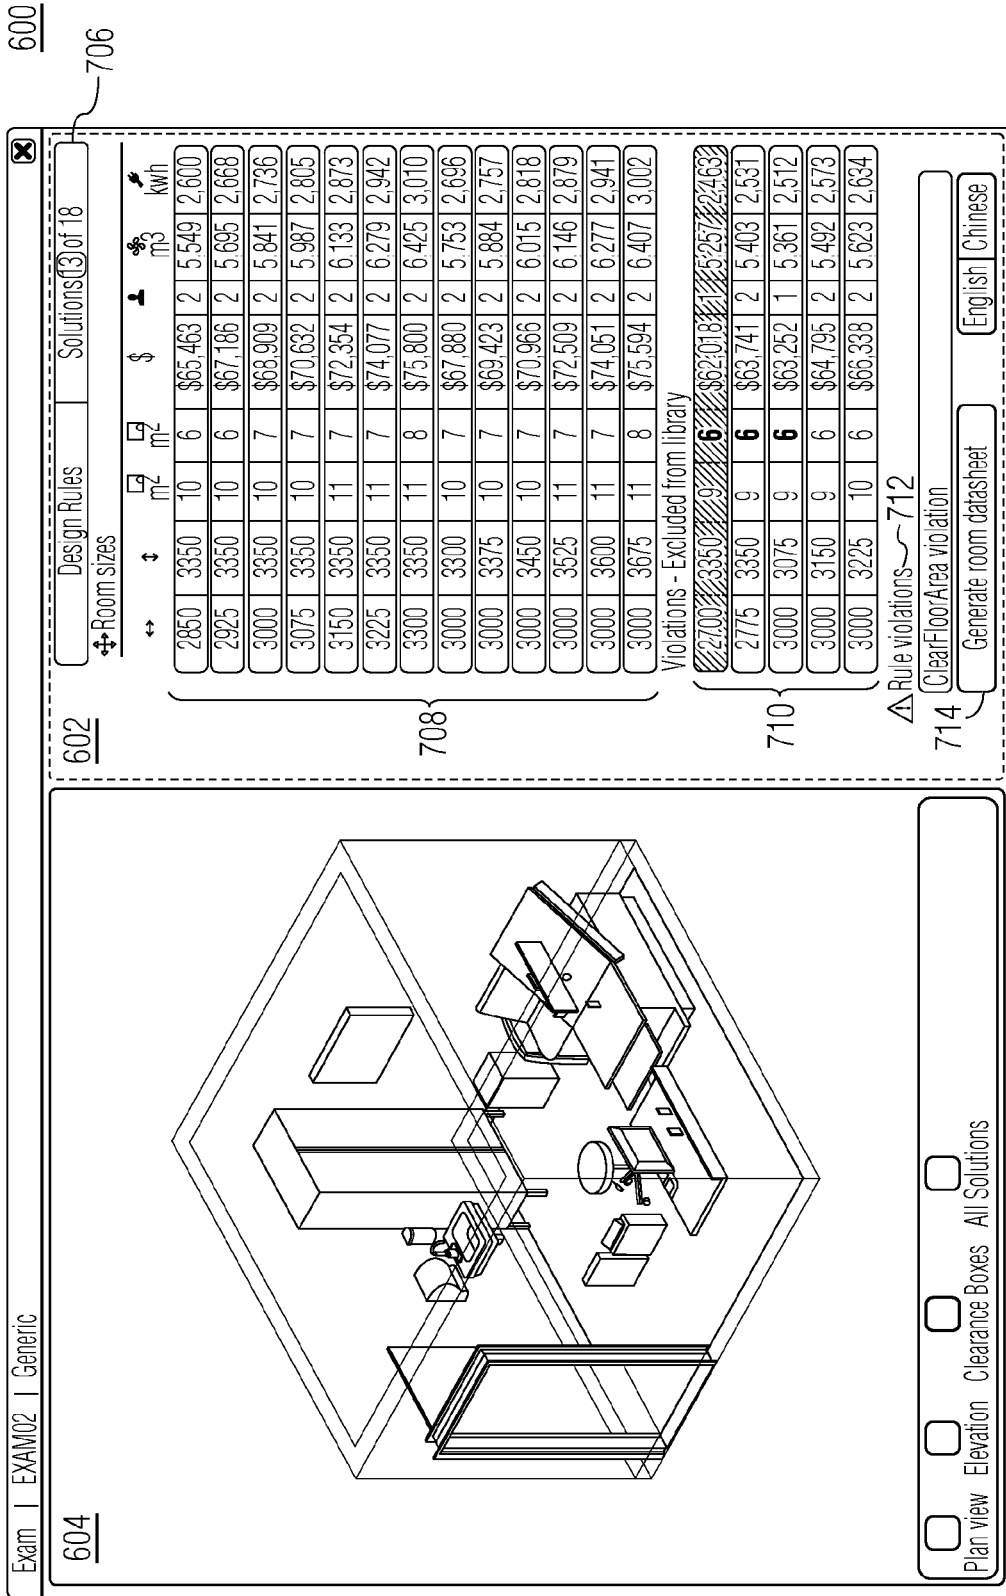 600
706
Exam | EXAM02 | Generic
604
602
Design Rules Solutions (13) of 18
Room sizes
m2 m2 $ m3 kwh
2850 3350 10 6 $65,463 2 5.549 2,600
2925 3350 10 6 $67,186 2 5.695 2,668
3000 3350 10 7 $68,909 2 5.841 2,736
3075 3350 10 7 $70,632 2 5.987 2,805
3150 3350 11 7 $72,354 2 6.133 2,873
3225 3350 11 7 $74,077 2 6.279 2,942
3300 3350 11 8 $75,800 2 6.425 3,010
3000 3300 10 7 $67,880 2 5.753 2,696
3000 3375 10 7 $69,423 2 5.884 2,757
3000 3450 10 7 $70,966 2 6.015 2,818
3000 3525 11 7 $72,509 2 6.146 2,879
3000 3600 11 7 $74,051 2 6.277 2,941
3000 3675 11 8 $75,594 2 6.407 3,002
708
Violations - Excluded from library
2700 3350 9 6 $62,018 1 5.257 2,463
2775 3350 9 6 $63,741 2 5.403 2,531
3000 3075 9 6 $63,252 1 5.361 2,512
3000 3150 9 6 $64,795 2 5.492 2,573
3000 3225 10 6 $66,338 2 5.623 2,634
710
Rule violations 712
ClearFloorArea violation
714
Generate room datasheet English Chinese
Plan view Elevation Clearance Boxes All Solutions